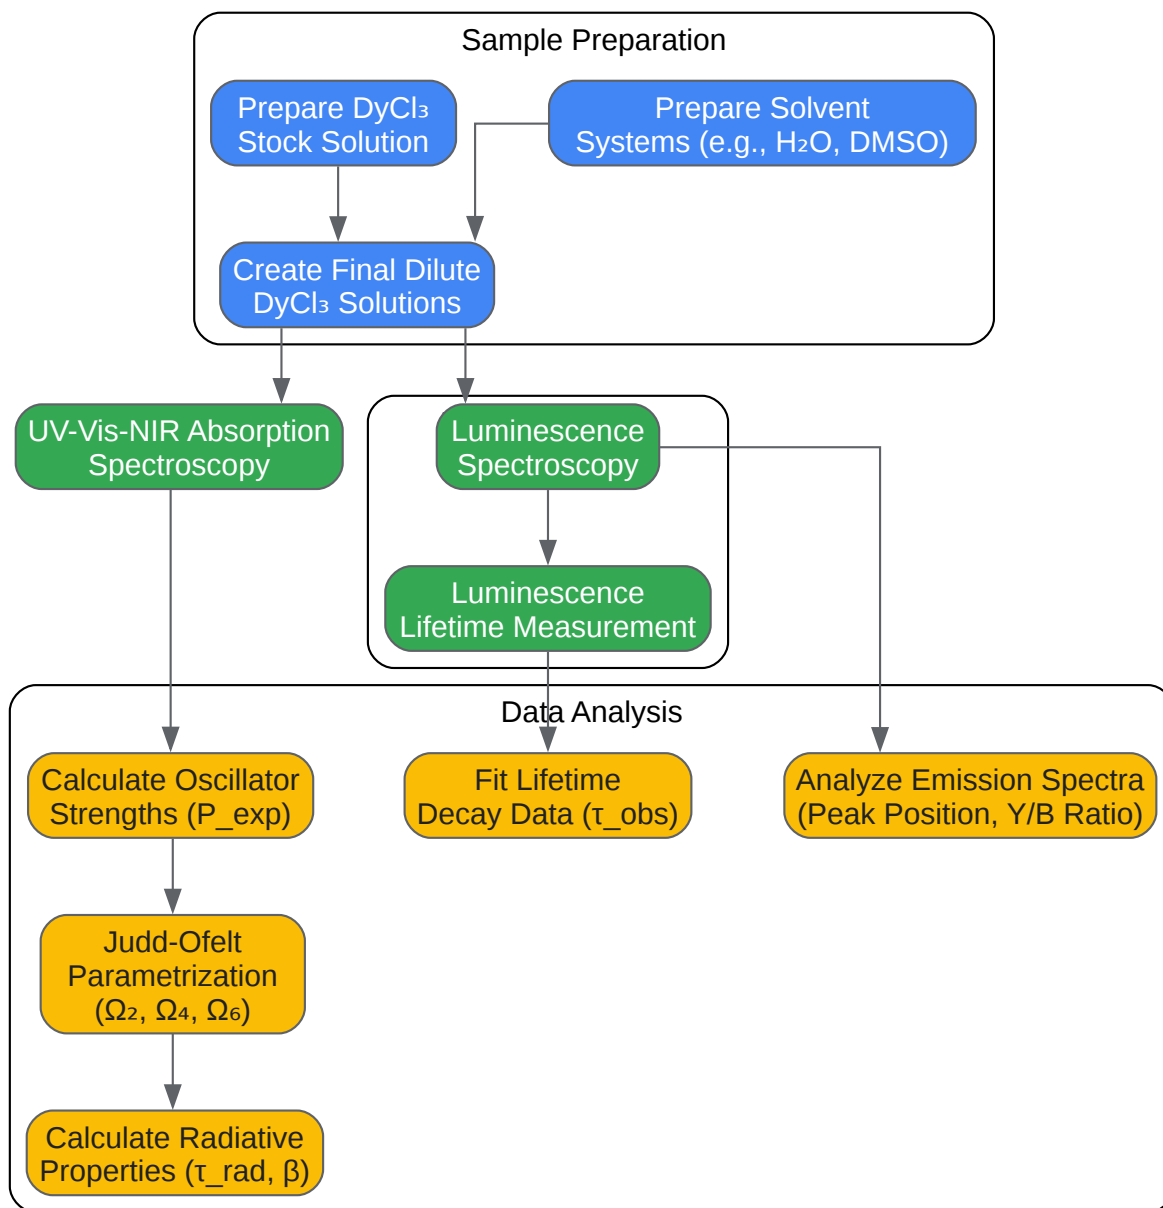 Sample Preparation
Prepare DyCl₃
Stock Solution
Prepare Solvent
Systems (e.g., H₂O, DMSO)
Create Final Dilute
DyCl₃ Solutions
UV-Vis-NIR Absorption
Spectroscopy
Luminescence
Spectroscopy
Luminescence
Lifetime Measurement
Data Analysis
Calculate Oscillator
Strengths (P_exp)
Fit Lifetime
Decay Data (τ_obs)
Analyze Emission Spectra
(Peak Position, Y/B Ratio)
Judd-Ofelt
Parametrization
(Ω₂, Ω₄, Ω₆)
Calculate Radiative
Properties (τ_rad, β)